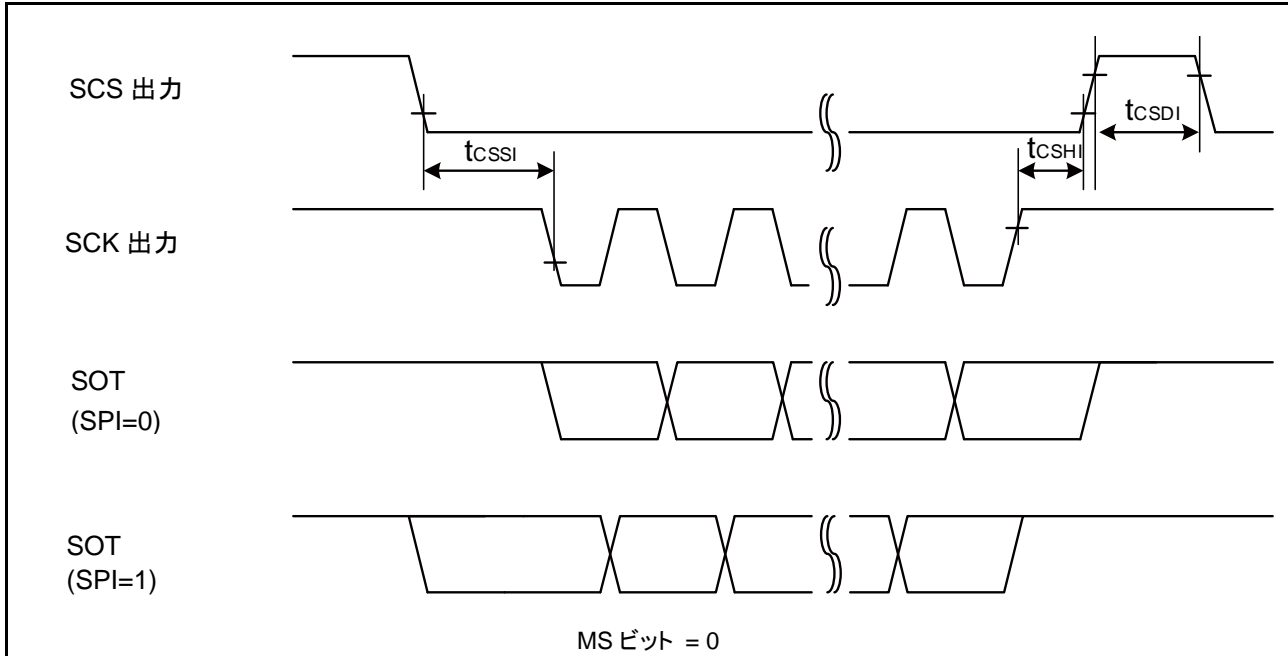 SCS 出力
tCSSI
tCSHI
tCSDI
SCK 出力
SOT
(SPI=0)
SOT
(SPI=1)
MS ビット = 0